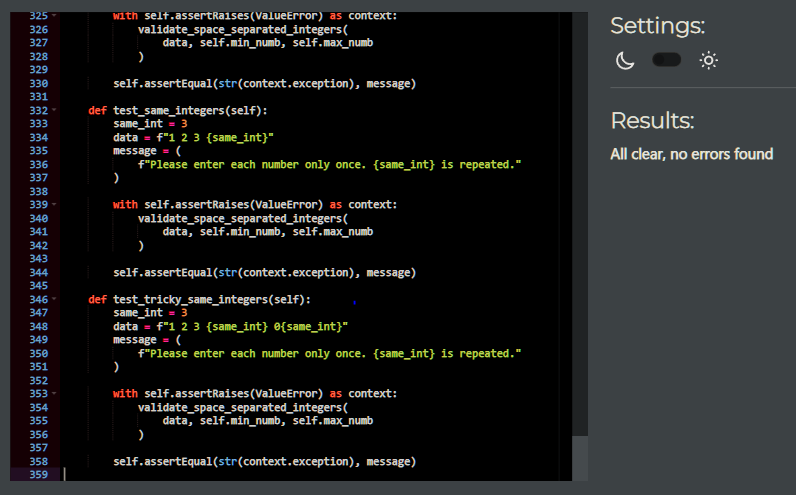 325 with self.assertRaises(ValueError) as context:
326 validate_space_separated_integers(
327 data, self.min_numb, self.max_numb
328 )
329
330 self.assertEqual(str(context.exception), message)
331
332 def test_same_integers(self):
333 same_int = 3
334 data = f"1 2 3 {same_int}"
335 message = (
336 f"Please enter each number only once. {same_int} is repeated."
337 )
338
339 with self.assertRaises(ValueError) as context:
340 validate_space_separated_integers(
341 data, self.min_numb, self.max_numb
342 )
343
344 self.assertEqual(str(context.exception), message)
345
346 def test_tricky_same_integers(self):
347 same_int = 3
348 data = f"1 2 3 {same_int} 0{same_int}"
349 message = (
350 f"Please enter each number only once. {same_int} is repeated."
351 )
352
353 with self.assertRaises(ValueError) as context:
354 validate_space_separated_integers(
355 data, self.min_numb, self.max_numb
356 )
357
358 self.assertEqual(str(context.exception), message)
359
Settings:
Results:
All clear, no errors found